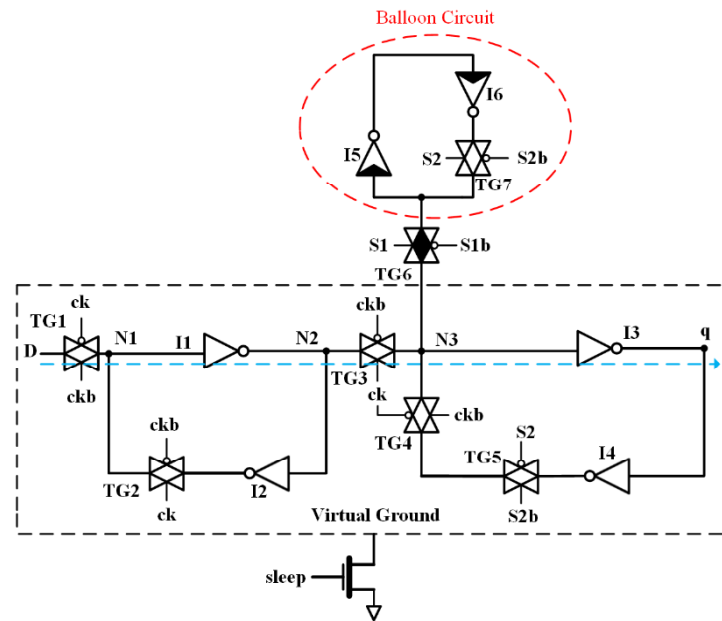 Balloon Circuit
I6
I5
S2
S2b
TG7
S1
S1b
TG6
ck
ckb
TG1
N1
I1
N2
N3
I3
q
D
ckb
TG3
ckb
ck
ckb
TG4
S2
I4
TG5
TG2
I2
ck
S2b
Virtual Ground
sleep